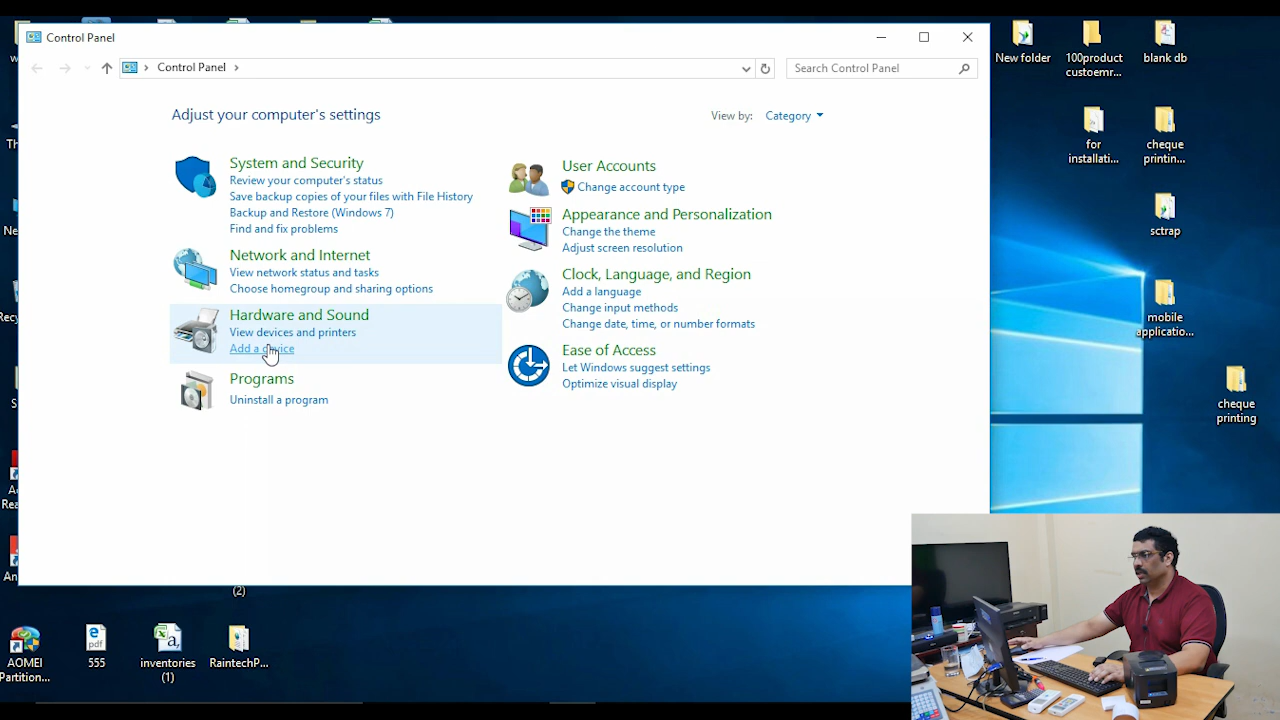 Control Panel
Control Panel
Search Control Panel
Adjust your computer's settings
View by:
Category
System and Security
Review your computer's status
Save backup copies of your files with File History
Backup and Restore (Windows 7)
Find and fix problems
Network and Internet
View network status and tasks
Choose homegroup and sharing options
Hardware and Sound
View devices and printers
Add a device
Programs
Uninstall a program
User Accounts
Change account type
Appearance and Personalization
Change the theme
Adjust screen resolution
Clock, Language, and Region
Add a language
Change input methods
Change date, time, or number formats
Ease of Access
Let Windows suggest settings
Optimize visual display
New folder
100product
custoemr...
blank db
for
installati...
cheque
printin...
sctrap
mobile
applicatio...
cheque
printing
(2)
AOMEI
Partition...
pdf
555
inventories
(1)
RaintechP...